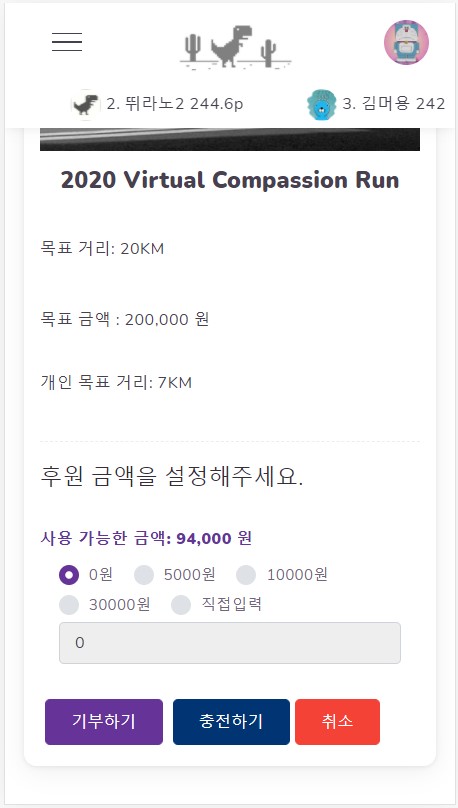 2. 뛰라노2 244.6p 3. 김머용 242
2020 Virtual Compassion Run
목표 거리: 20KM
목표 금액 : 200,000 원
개인 목표 거리: 7KM
후원 금액을 설정해주세요.
사용 가능한 금액: 94,000 원
0원 5000원 10000원
30000원 직접입력
0
기부하기 충전하기 취소